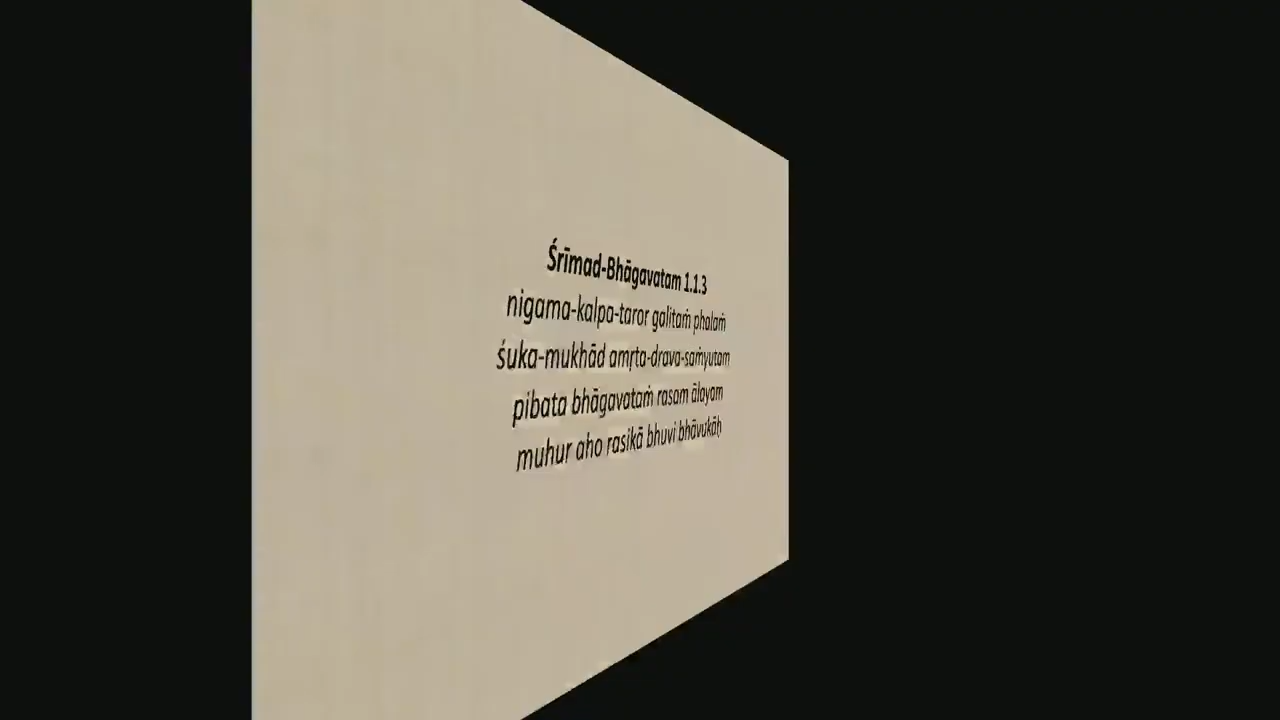 Śrīmad-Bhāgavatam 1.1.3
nigama-kalpa-taror galitaṁ phalaṁ
śuka-mukhād amṛta-drava-saṁyutam
pibata bhāgavataṁ rasam ālayam
muhur aho rasikā bhuvi bhāvukāḥ